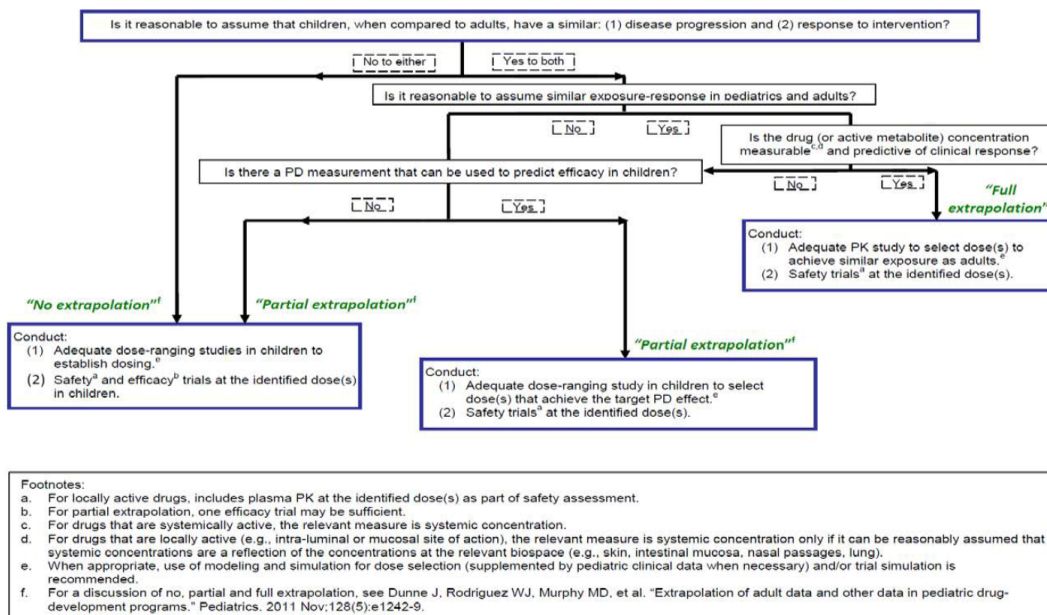 Is it reasonable to assume that children, when compared to adults, have a similar: (1) disease progression and (2) response to intervention?
No to either
Yes to both
Is it reasonable to assume similar exposure-response in pediatrics and adults?
No
Yes
Is the drug (or active metabolite) concentration
measurable c,d and predictive of clinical response?
Is there a PD measurement that can be used to predict efficacy in children?
No
Yes
No
Yes
“Full
extrapolation”
Conduct:
(1) Adequate PK study to select dose(s) to
achieve similar exposure as adults.e
(2) Safety trialsa at the identified dose(s).
“No extrapolation”f
“Partial extrapolation”f
Conduct:
(1) Adequate dose-ranging studies in children to
establish dosing.e
(2) Safetya and efficacyb trials at the identified dose(s)
in children.
“Partial extrapolation”f
Conduct:
(1) Adequate dose-ranging study in children to select
dose(s) that achieve the target PD effect.e
(2) Safety trialsa at the identified dose(s).
Footnotes:
a. For locally active drugs, includes plasma PK at the identified dose(s) as part of safety assessment.
b. For partial extrapolation, one efficacy trial may be sufficient.
c. For drugs that are systemically active, the relevant measure is systemic concentration.
d. For drugs that are locally active (e.g., intra-luminal or mucosal site of action), the relevant measure is systemic concentration only if it can be reasonably assumed that
systemic concentrations are a reflection of the concentrations at the relevant biospace (e.g., skin, intestinal mucosa, nasal passages, lung).
e. When appropriate, use of modeling and simulation for dose selection (supplemented by pediatric clinical data when necessary) and/or trial simulation is
recommended.
f. For a discussion of no, partial and full extrapolation, see Dunne J, Rodriguez WJ, Murphy MD, et al. “Extrapolation of adult data and other data in pediatric drug-
development programs.” Pediatrics. 2011 Nov;128(5):e1242-9.